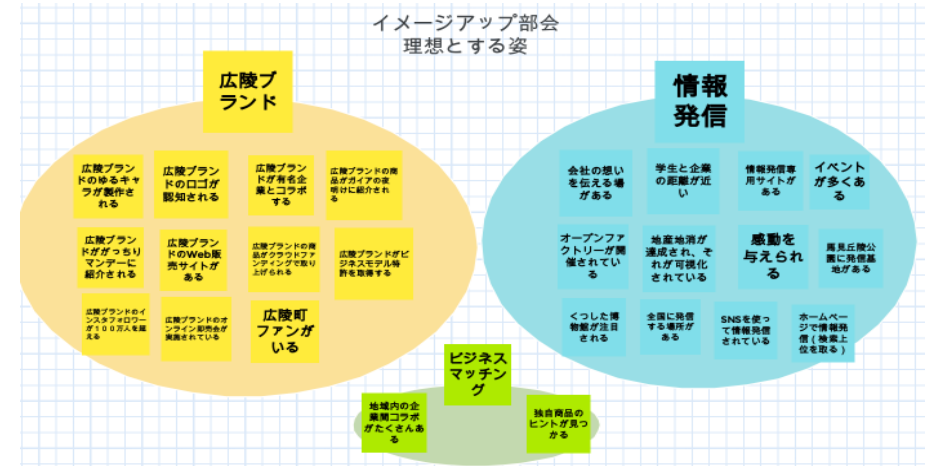 イメージアップ部会
理想とする姿
広陵ブ
ランド
広陵ブラン
ドのゆるキャ
ラが製作さ
れる
広陵ブラン
ドのロゴが
認知される
広陵ブラン
ドが有名企
業とコラボ
する
広陵ブランドの商
品がガイアの夜
明けに紹介され
る
広陵ブラン
ドががっちり
マンデーに
紹介される
広陵ブラン
ドのWeb販
売サイトが
ある
広陵ブランドの商
品がクラウドファ
ンディングで取り
上げられる
広陵ブランドがビ
ジネスモデル特
許を取得する
広陵ブランドのイ
ンスタフォロワー
が１００万人を超
える
広陵ブランドのオ
ンライン即売会が
実施されている
広陵町
ファンが
いる
情報
発信
会社の想い
を伝える場
がある
学生と企業
の距離が近
い
情報発信専
用サイトが
ある
イベント
が多くあ
る
オープンファ
クトリーが開
催されてい
る
地産地消が
達成され、そ
れが可視化
されている
感動を
与えられ
る
馬見丘陵公
園に発信基
地がある
くつした博
物館が注目
される
全国に発信
する場所が
ある
SNSを使っ
て情報発信
されている
ホームペー
ジで情報発
信（検索上
位を取る）
ビジネス
マッチン
グ
地域内の企
業間コラボ
がたくさんあ
る
独自商品の
ヒントが見つ
かる